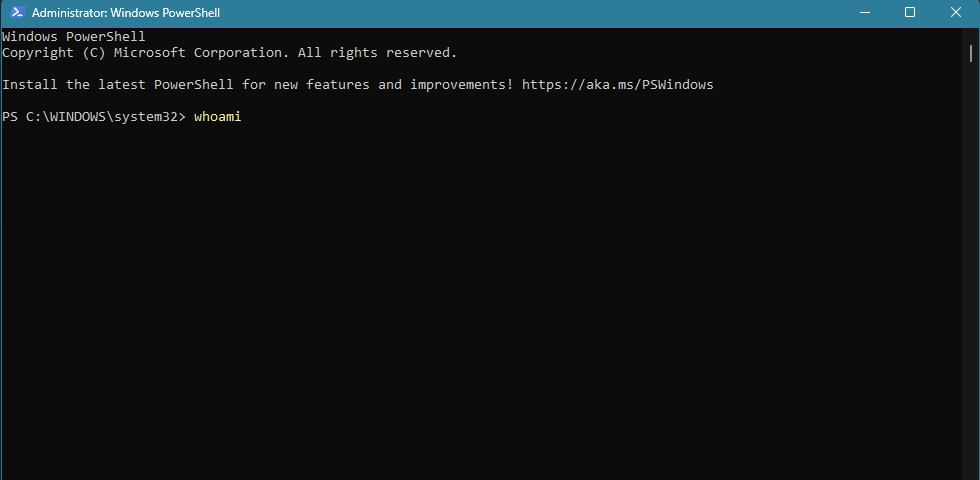 Administrator: Windows PowerShell
Windows PowerShell
Copyright (C) Microsoft Corporation. All rights reserved.
Install the latest PowerShell for new features and improvements! https://aka.ms/PSWindows
PS C:\WINDOWS\system32> whoami